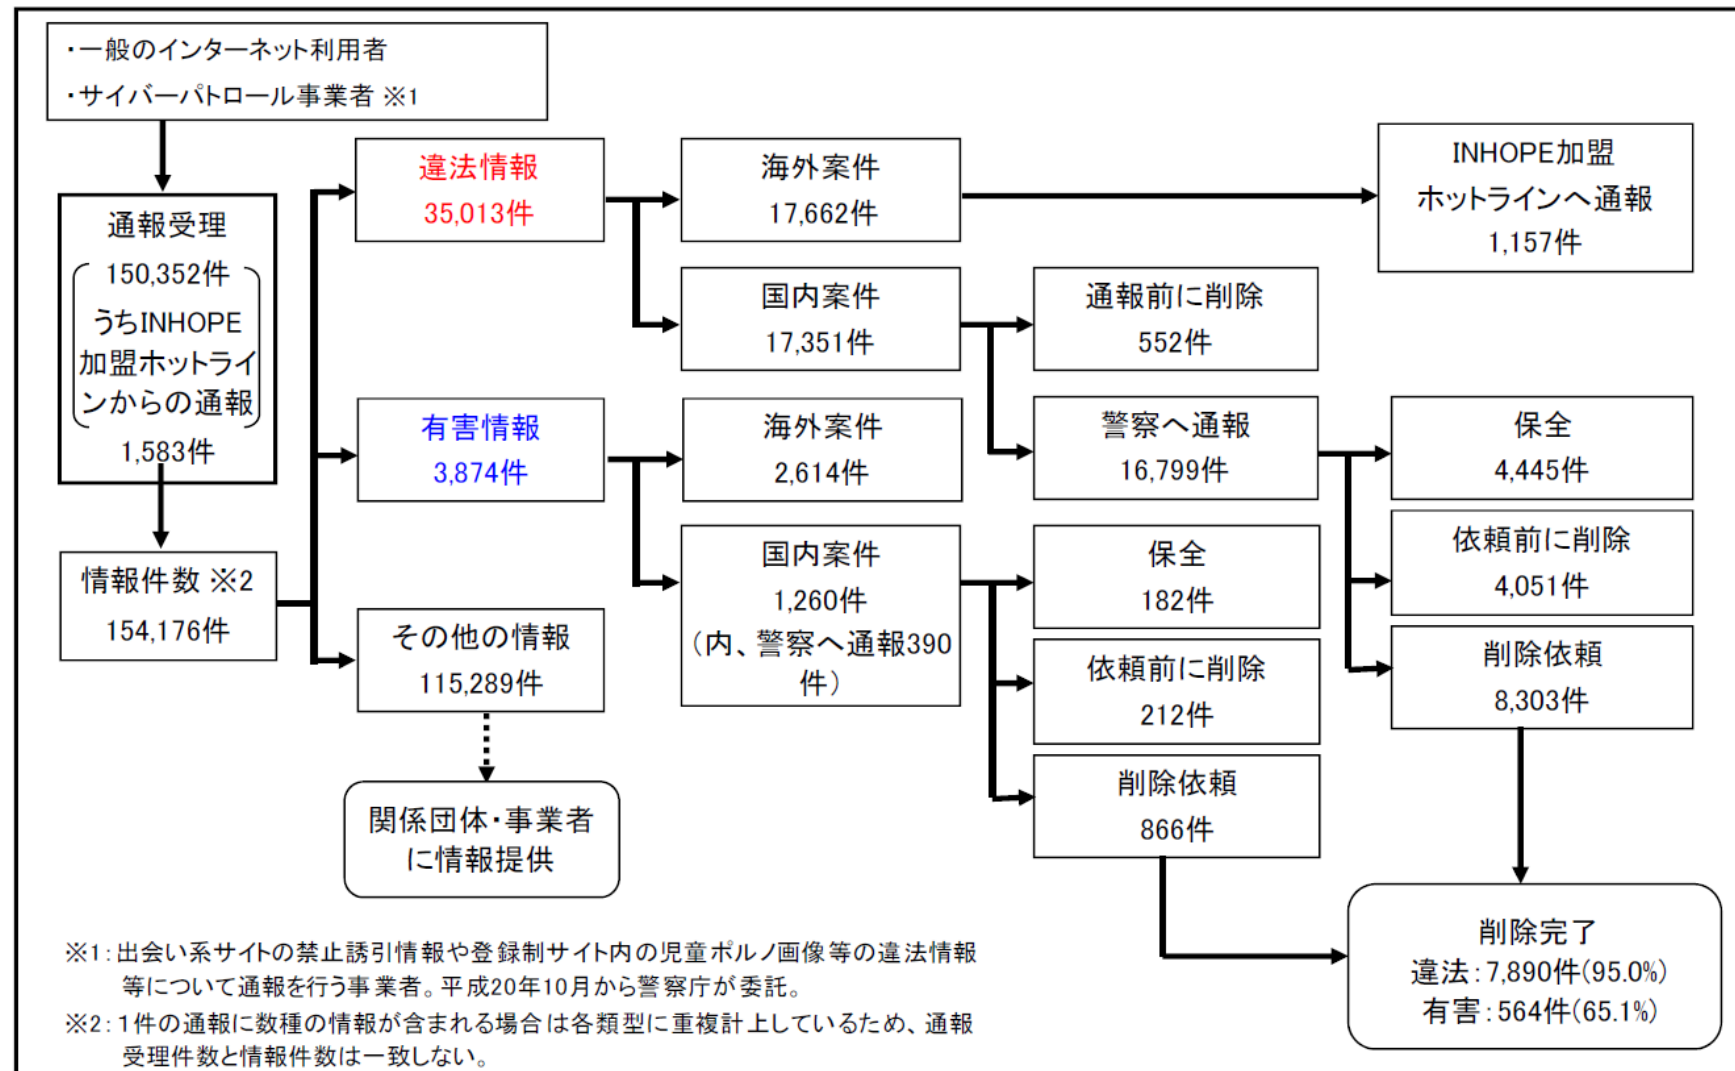 ・一般のインターネット利用者
・サイバーパトロール事業者 ※1
通報受理
150,352件
うちINHOPE
加盟ホットライ
ンからの通報
1,583件
情報件数 ※2
154,176件
違法情報
35,013件
有害情報
3,874件
その他の情報
115,289件
関係団体・事業者
に情報提供
海外案件
17,662件
国内案件
17,351件
海外案件
2,614件
国内案件
1,260件
(内、警察へ通報390
件)
INHOPE加盟
ホットラインへ通報
1,157件
通報前に削除
552件
警察へ通報
16,799件
保全
182件
依頼前に削除
212件
削除依頼
866件
保全
4,445件
依頼前に削除
4,051件
削除依頼
8,303件
削除完了
違法:7,890件(95.0%)
有害:564件(65.1%)
※1:出会い系サイトの禁止誘引情報や登録制サイト内の児童ポルノ画像等の違法情報
等について通報を行う事業者。平成20年10月から警察庁が委託。
※2:1件の通報に数種の情報が含まれる場合は各類型に重複計上しているため、通報
受理件数と情報件数は一致しない。